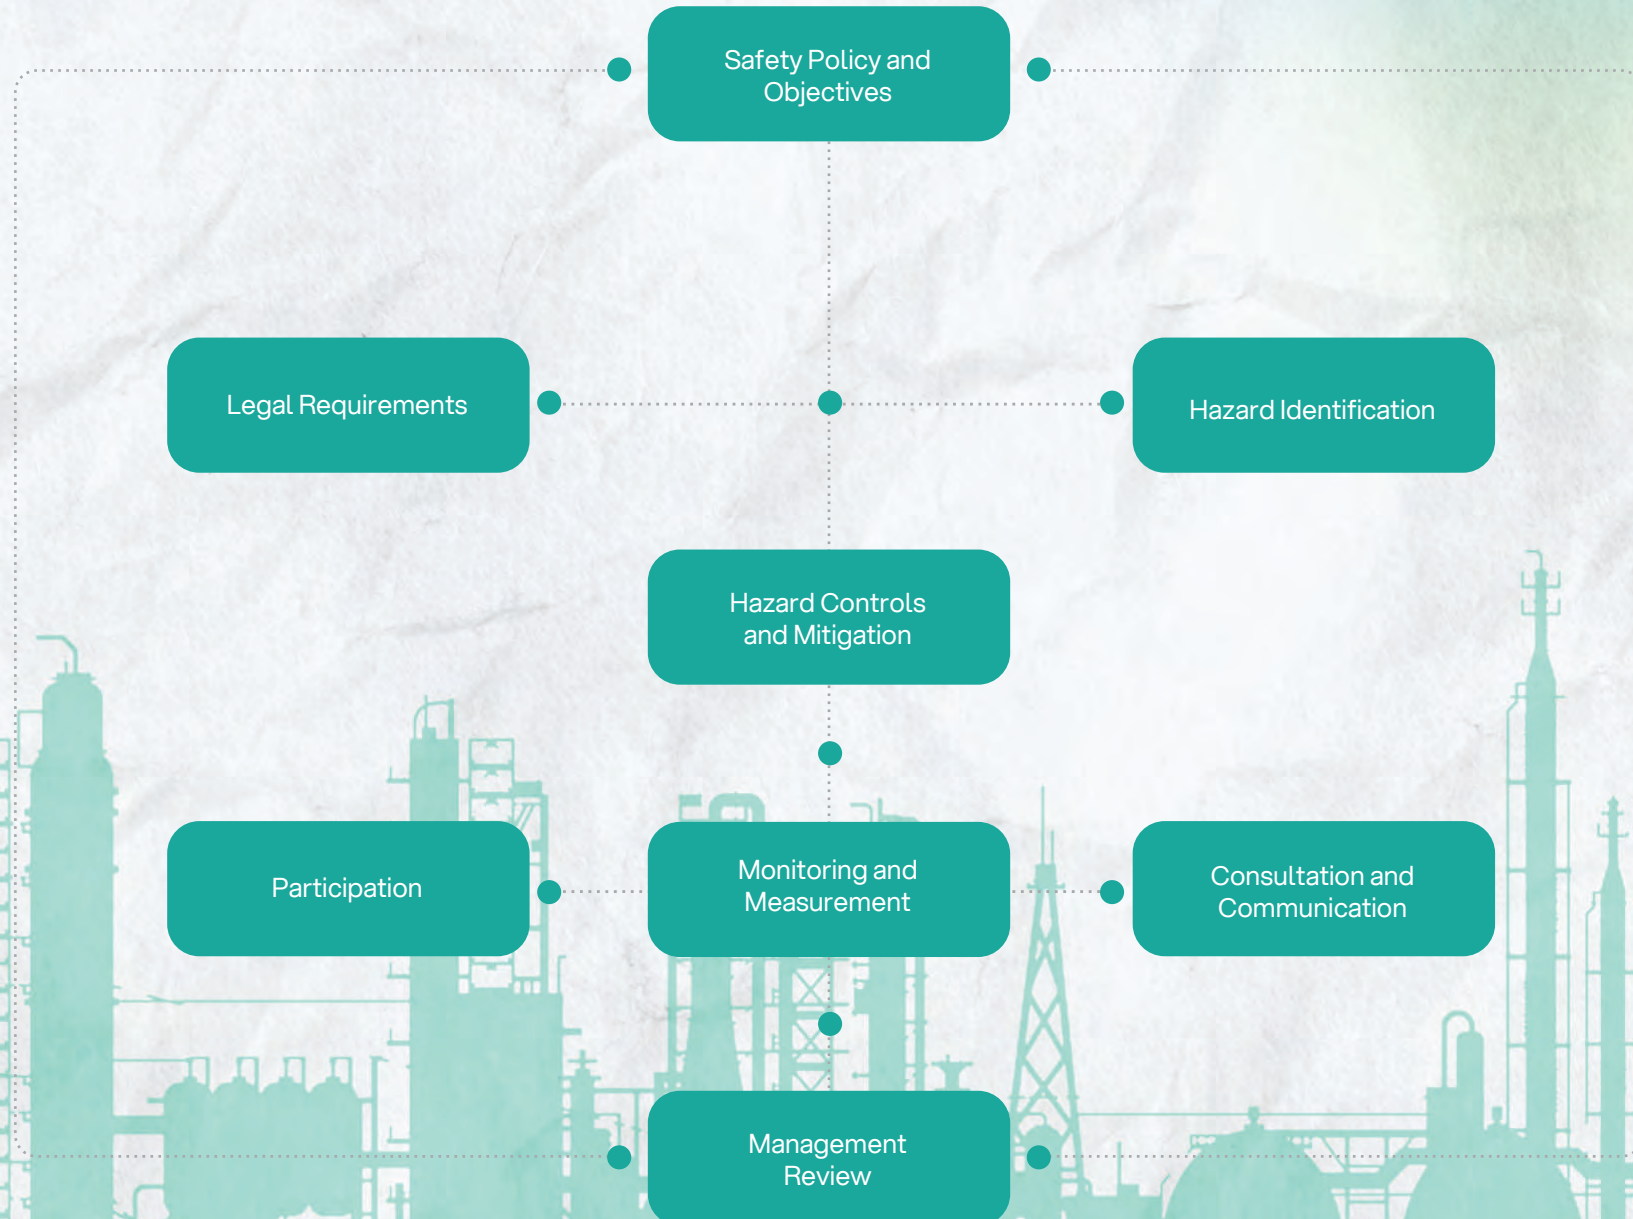 Safety Policy and
Objectives
Legal Requirements
Hazard Identification
Hazard Controls
and Mitigation
Participation
Monitoring and
Measurement
Consultation and
Communication
Management
Review